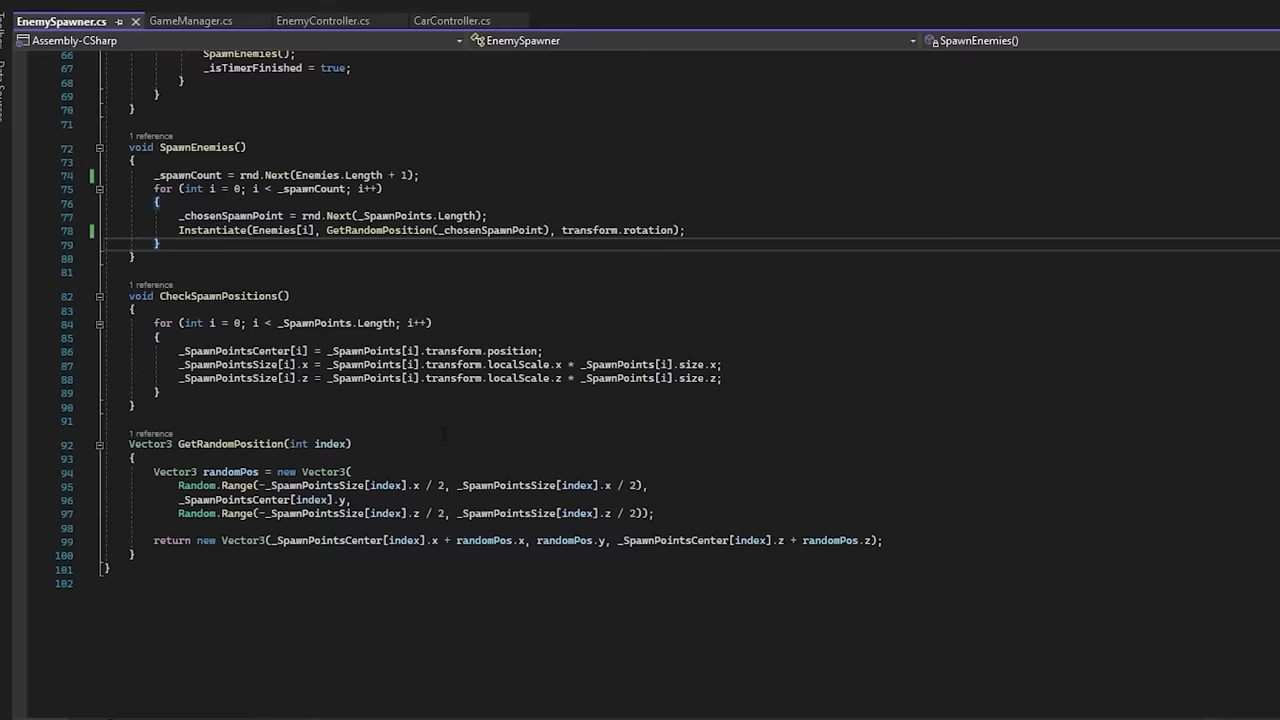 EnemySpawner.cs GameManager.cs EnemyController.cs CarController.cs
Assembly-CSharp EnemySpawner SpawnEnemies()
66 SpawnEnemies();
67 _isTimerFinished = true;
68 }
69 }
70 }
71
1 reference
72 void SpawnEnemies()
73 {
74 _spawnCount = rnd.Next(Enemies.Length + 1);
75 for (int i = 0; i < _spawnCount; i++)
76 {
77 _chosenSpawnPoint = rnd.Next(_SpawnPoints.Length);
78 Instantiate(Enemies[i], GetRandomPosition(_chosenSpawnPoint), transform.rotation);
79 }
80 }
81
1 reference
82 void CheckSpawnPositions()
83 {
84 for (int i = 0; i < _SpawnPoints.Length; i++)
85 {
86 _SpawnPointsCenter[i] = _SpawnPoints[i].transform.position;
87 _SpawnPointsSize[i].x = _SpawnPoints[i].transform.localScale.x * _SpawnPoints[i].size.x;
88 _SpawnPointsSize[i].z = _SpawnPoints[i].transform.localScale.z * _SpawnPoints[i].size.z;
89 }
90 }
91
1 reference
92 Vector3 GetRandomPosition(int index)
93 {
94 Vector3 randomPos = new Vector3(
95 Random.Range(-_SpawnPointsSize[index].x / 2, _SpawnPointsSize[index].x / 2),
96 _SpawnPointsCenter[index].y,
97 Random.Range(-_SpawnPointsSize[index].z / 2, _SpawnPointsSize[index].z / 2));
98
99 return new Vector3(_SpawnPointsCenter[index].x + randomPos.x, randomPos.y, _SpawnPointsCenter[index].z + randomPos.z);
100 }
101 }
102
Data Sources